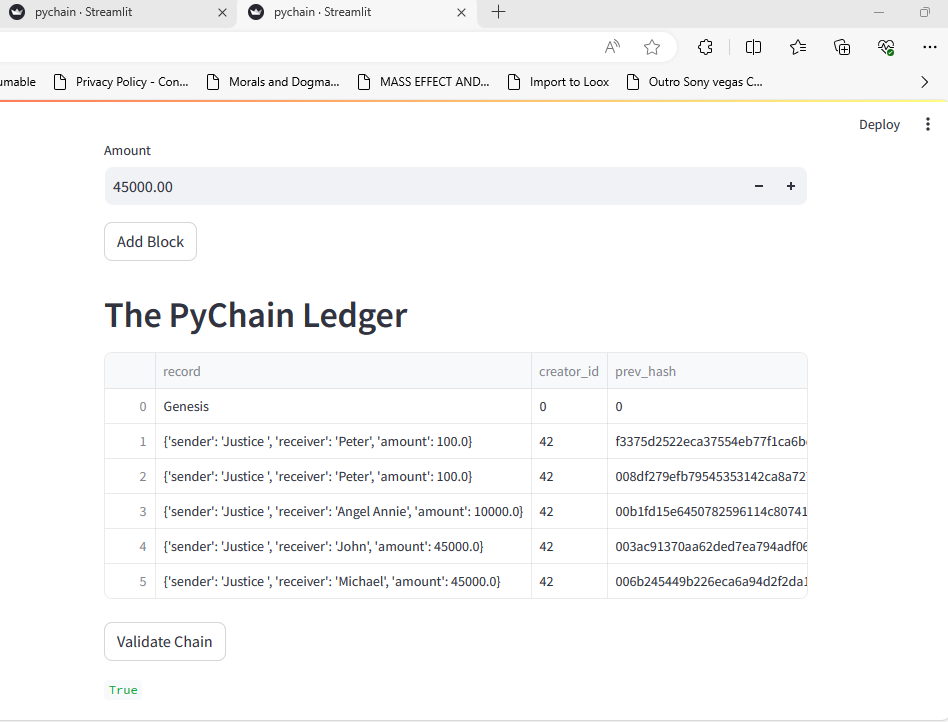 pychain · Streamlit
pychain · Streamlit
umable Privacy Policy - Con... Morals and Dogma... MASS EFFECT AND... Import to Loox Outro Sony vegas C...
Deploy
Amount
45000.00
Add Block
The PyChain Ledger
record creator_id prev_hash
0 Genesis 0 0
1 {'sender': 'Justice ', 'receiver': 'Peter', 'amount': 100.0} 42 f3375d2522eca37554eb77f1ca6b
2 {'sender': 'Justice ', 'receiver': 'Peter', 'amount': 100.0} 42 008df279efb79545353142ca8a72
3 {'sender': 'Justice ', 'receiver': 'Angel Annie', 'amount': 10000.0} 42 00b1fd15e6450782596114c80741
4 {'sender': 'Justice ', 'receiver': 'John', 'amount': 45000.0} 42 003ac91370aa62ded7ea794adf06
5 {'sender': 'Justice ', 'receiver': 'Michael', 'amount': 45000.0} 42 006b245449b226eca6a94d2f2da1
Validate Chain
True